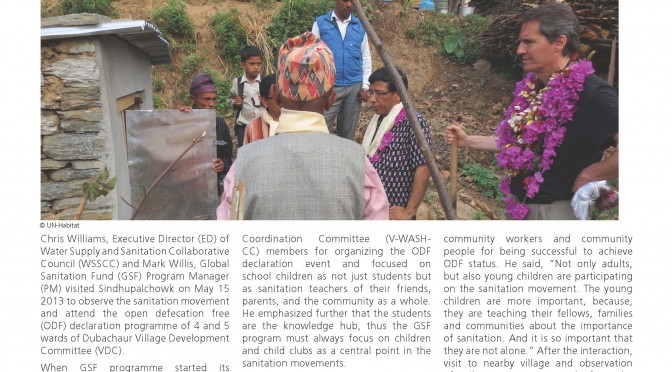 © UN-Habitat
Chris Williams, Executive Director (ED) of
Water Supply and Sanitation Collaborative
Council (WSSCC) and Mark Willis, Global
Sanitation Fund (GSF) Program Manager
(PM) visited Sindhupalchowk on May 15
2013 to observe the sanitation movement
and attend the open defecation free
(ODF) declaration programme of 4 and 5
wards of Dubachaur Village Development
Committee (VDC).
When GSF programme started its
Coordination Committee (V-WASH-
CC) members for organizing the ODF
declaration event and focused on
school children as not just students but
as sanitation teachers of their friends,
parents, and the community as a whole.
He emphasized further that the students
are the knowledge hub, thus the GSF
program must always focus on children
and child clubs as a central point in the
sanitation movements.
community workers and community
people for being successful to achieve
ODF status. He said, "Not only adults,
but also young children are participating
on the sanitation movement. The young
children are more important, because,
they are teaching their fellows, families
and communities about the importance
of sanitation. And it is so important that
they are not alone." After the interaction,
visit to nearby village and observation